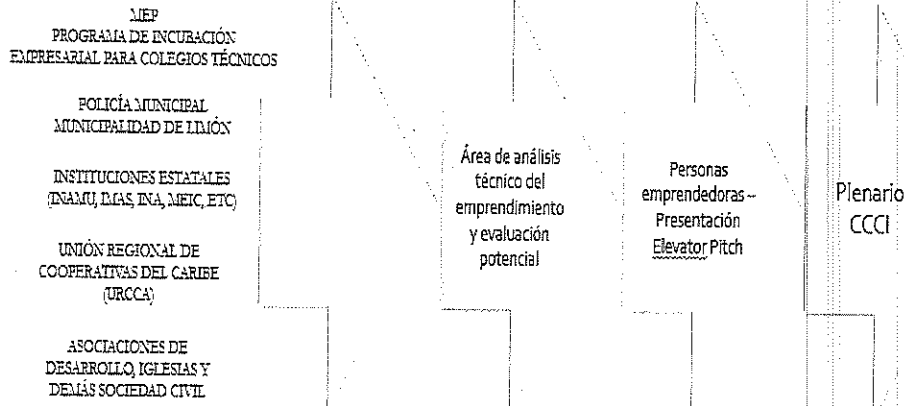 MEP
PROGRAMA DE INCUBACIÓN
EMPRESARIAL PARA COLEGIOS TÉCNICOS
POLICÍA MUNICIPAL
MUNICIPALIDAD DE LIMÓN
INSTITUCIONES ESTATALES
(INAMU, IMAS, INA, MEIC, ETC)
UNIÓN REGIONAL DE
COOPERATIVAS DEL CARIBE
(URCCA)
ASOCIACIONES DE
DESARROLLO, IGLESIAS Y
DEMÁS SOCIEDAD CIVIL
Área de análisis
técnico del
emprendimiento
y evaluación
potencial
Personas
emprendedoras –
Presentación
Elevator Pitch
Plenario
CCCI